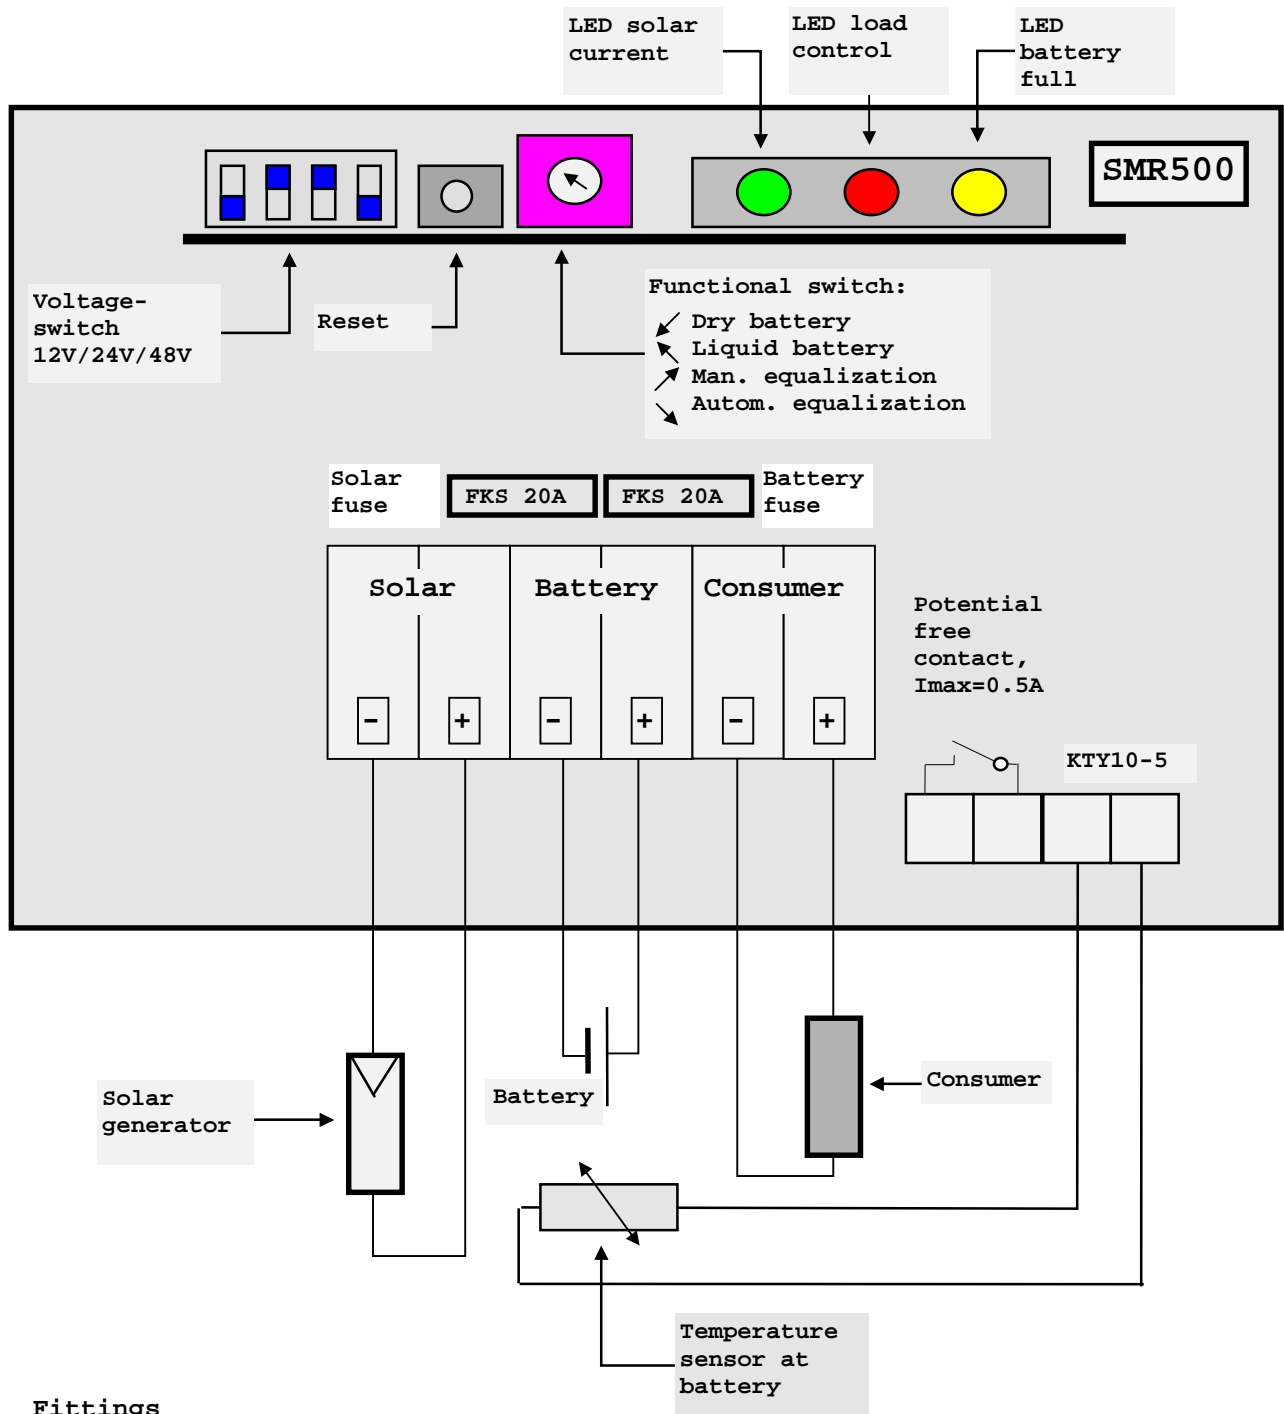 LED solar
current
LED load
control
LED
battery
full
SMR500
Voltage-
switch
12V/24V/48V
Reset
Functional switch:
Dry battery
Liquid battery
Man. equalization
Autom. equalization
Solar
fuse
FKS 20A
FKS 20A
Battery
fuse
Solar
Battery
Consumer
Potential
free
contact,
Imax=0.5A
- + - + - +
KTY10-5
Solar
generator
Battery
Consumer
Temperature
sensor at
battery
Fittings